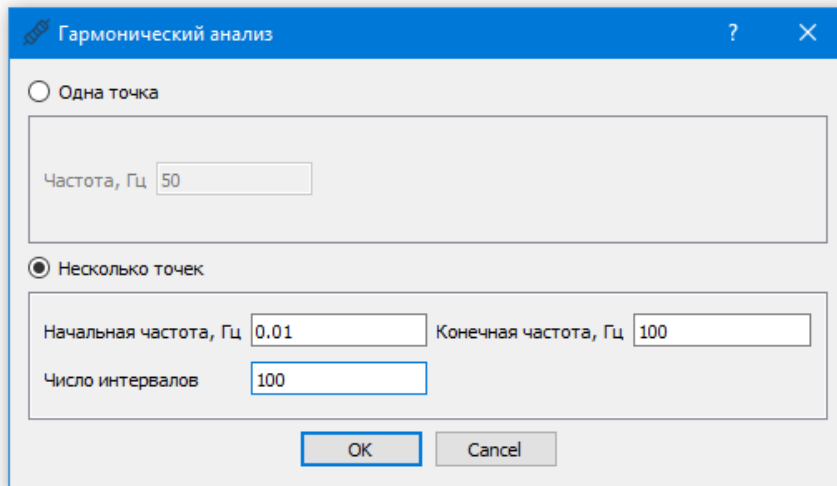 Гармонический анализ ?
Одна точка
Частота, Гц 50
Несколько точек
Начальная частота, Гц 0.01 Конечная частота, Гц 100
Число интервалов 100
OK Cancel